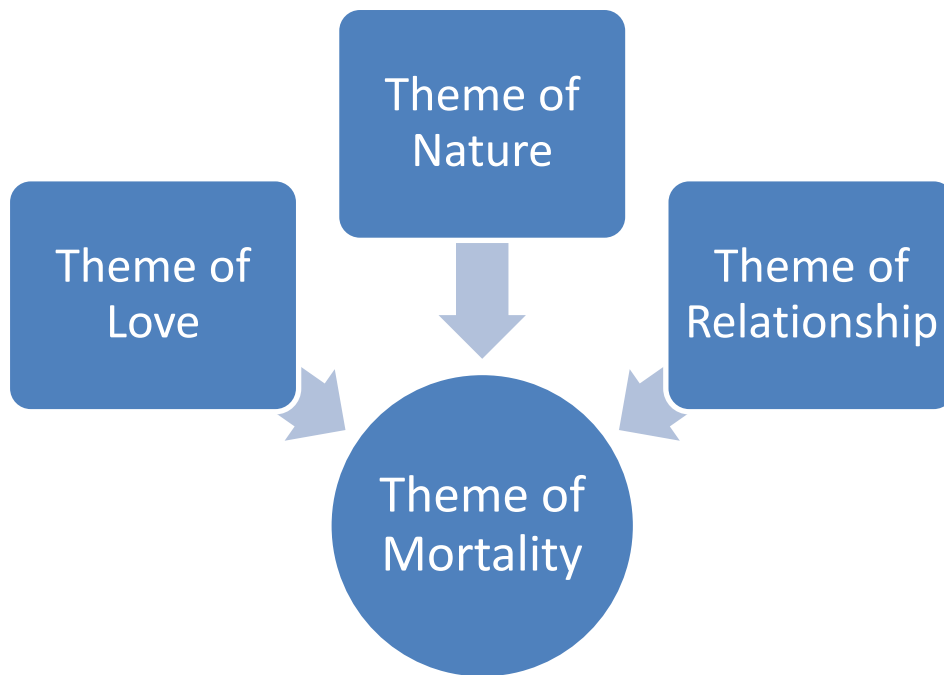 Theme of
Nature
Theme of
Love
Theme of
Relationship
Theme of
Mortality